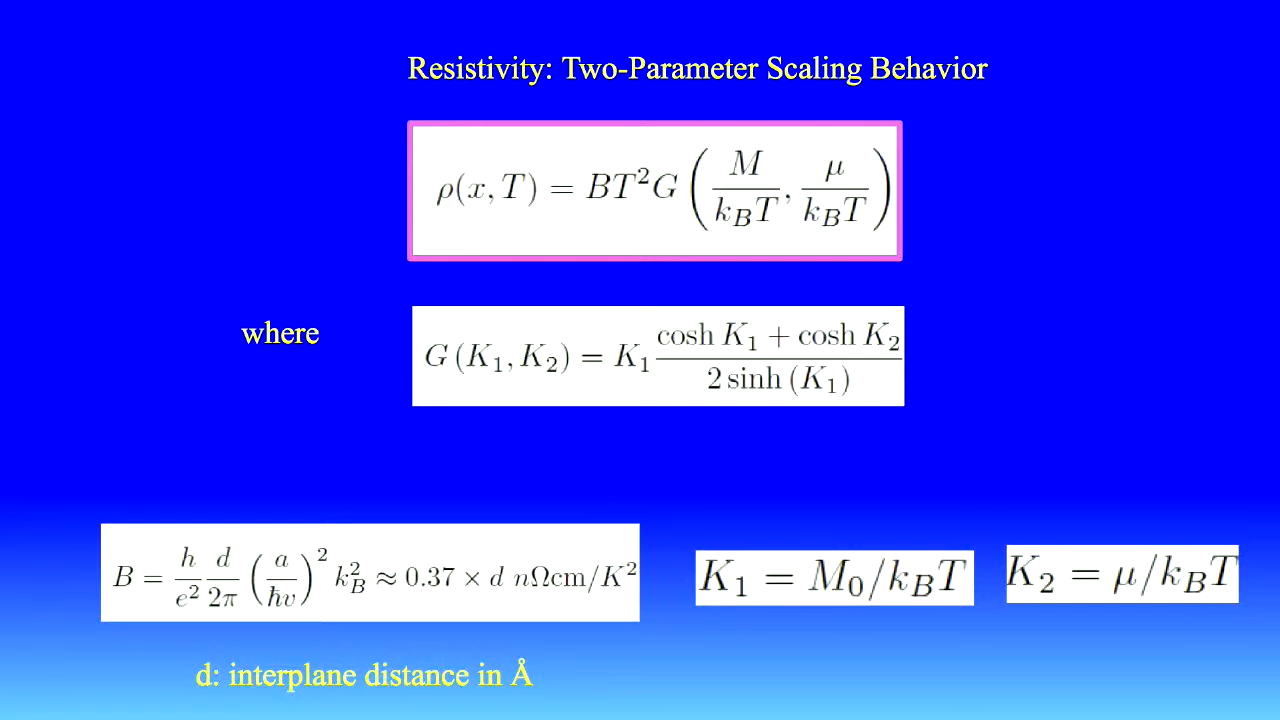 Resistivity: Two-Parameter Scaling Behavior
ρ(x, T) = BT²G (M/k_BT, μ/k_BT)
where
G (K₁, K₂) = K₁ (cosh K₁ + cosh K₂)/(2 sinh (K₁))
B = h/e² d/2π (a/ħv)² k_B² ≈ 0.37 × d nΩcm/K²
K₁ = M₀/k_BT
K₂ = μ/k_BT
d: interplane distance in Å